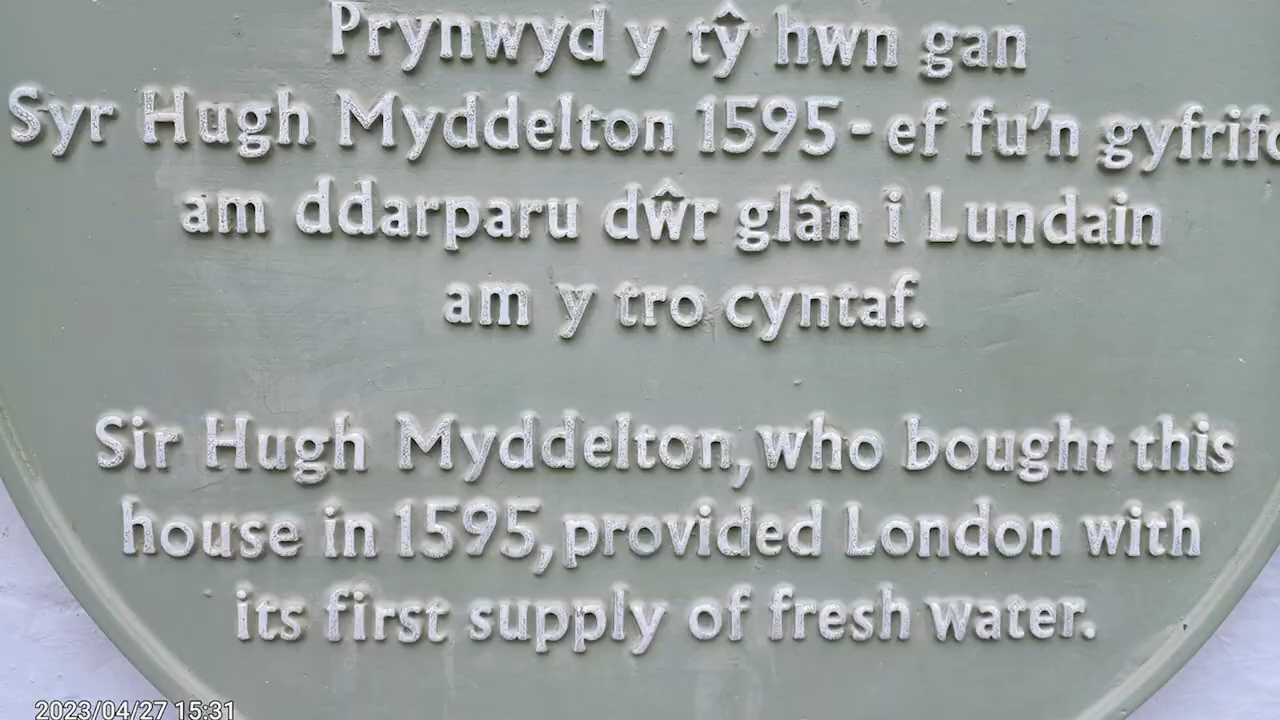 Prynwyd y tŷ hwn gan
Syr Hugh Myddelton 1595 - ef fu'n gyfrifo
am ddarparu dŵr glân i Lundain
am y tro cyntaf.
Sir Hugh Myddelton, who bought this
house in 1595, provided London with
its first supply of fresh water.
2023/04/27 15:31